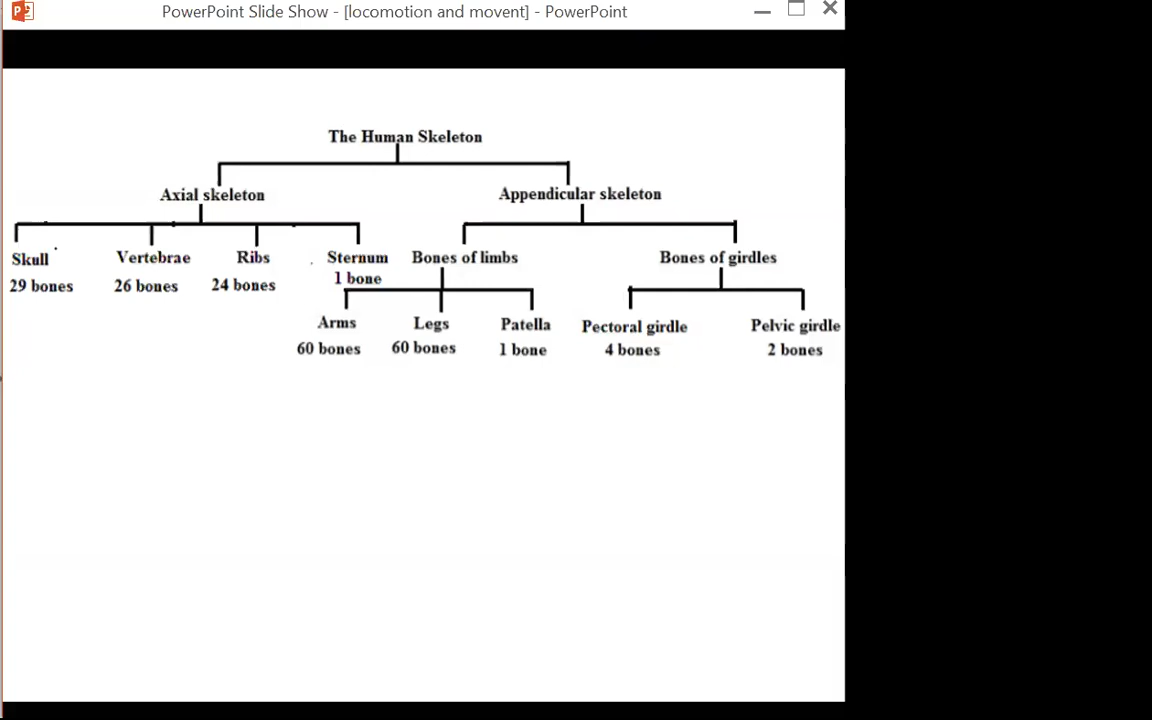 PowerPoint Slide Show - [locomotion and movent] - PowerPoint
The Human Skeleton
Axial skeleton Appendicular skeleton
Skull Vertebrae Ribs Sternum Bones of limbs Bones of girdles
29 bones 26 bones 24 bones 1 bone
Arms Legs Patella Pectoral girdle Pelvic girdle
60 bones 60 bones 1 bone 4 bones 2 bones